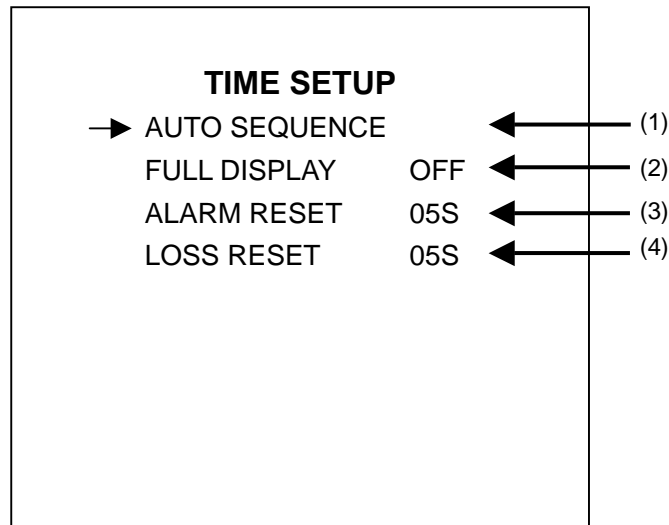 TIME SETUP
AUTO SEQUENCE (1)
FULL DISPLAY OFF (2)
ALARM RESET 05S (3)
LOSS RESET 05S (4)